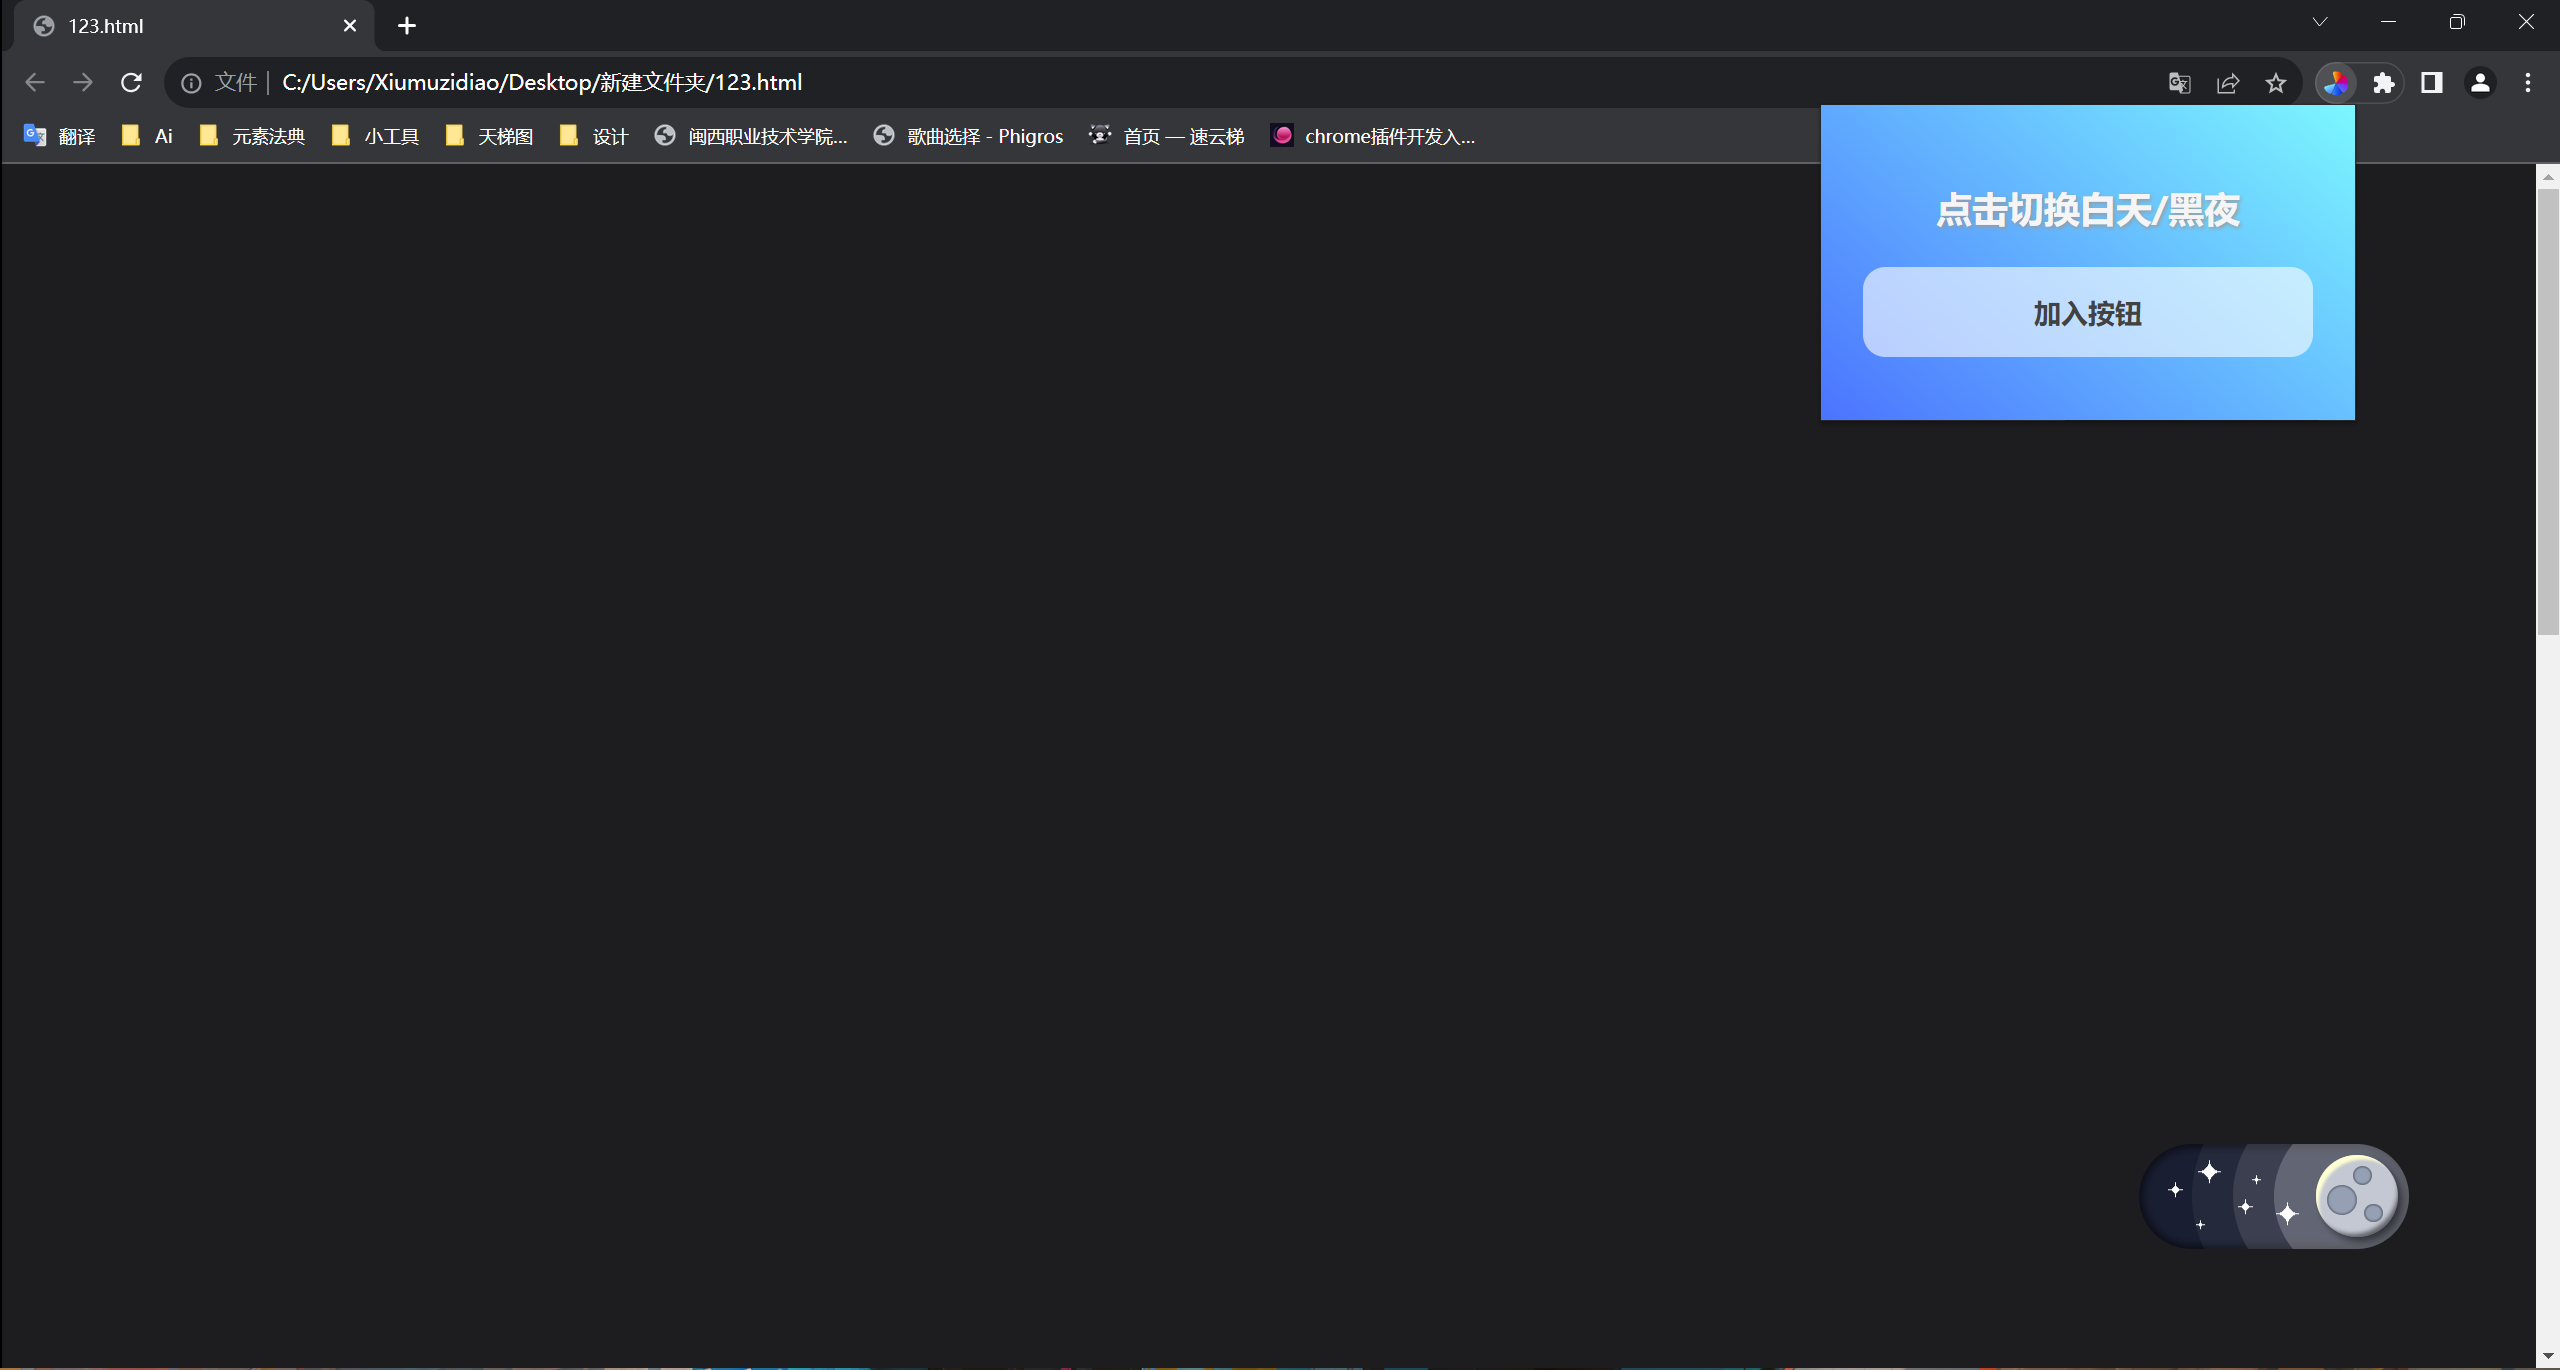 123.html
文件 | C:/Users/Xiumuzidiao/Desktop/新建文件夹/123.html
翻译 Ai 元素法典 小工具 天梯图 设计 闽西职业技术学院... 歌曲选择 - Phigros 首页 — 速云梯 chrome插件开发入...
点击切换白天/黑夜
加入按钮